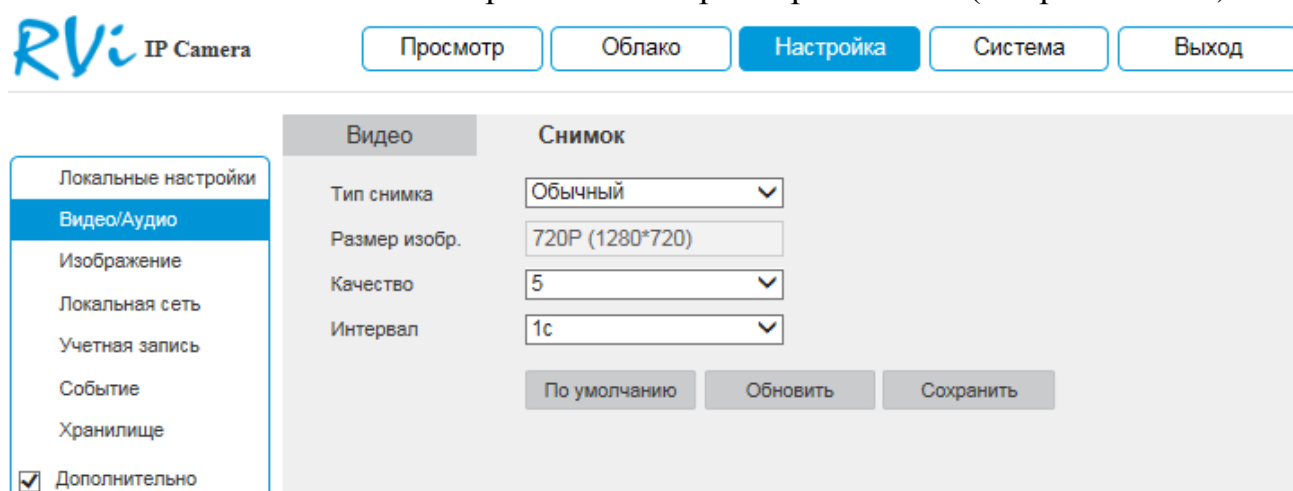 RVi IP Camera
Просмотр
Облако
Настройка
Система
Выход
Видео
Снимок
Локальные настройки
Видео/Аудио
Изображение
Локальная сеть
Учетная запись
Событие
Хранилище
Дополнительно
Тип снимка
Обычный
Размер изобр.
720P (1280*720)
Качество
5
Интервал
1с
По умолчанию
Обновить
Сохранить